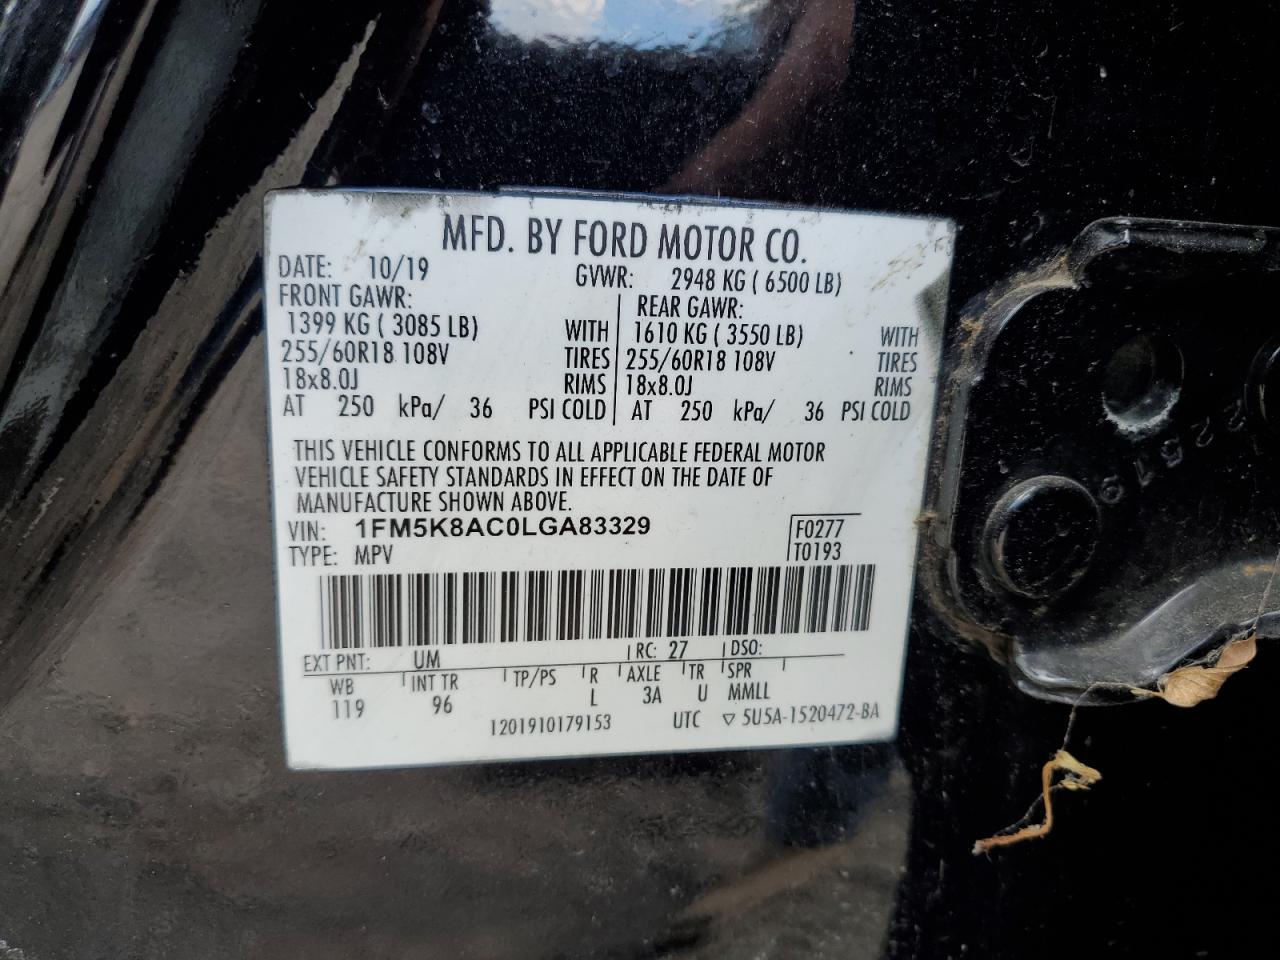 MFD. BY FORD MOTOR CO.
DATE: 10/19 GVWR: 2948 KG ( 6500 LB)
FRONT GAWR: REAR GAWR:
1399 KG ( 3085 LB) WITH 1610 KG ( 3550 LB) WITH
255/60R18 108V TIRES 255/60R18 108V TIRES
18x8.0J RIMS 18x8.0J RIMS
AT 250 kPa/ 36 PSI COLD AT 250 kPa/ 36 PSI COLD
THIS VEHICLE CONFORMS TO ALL APPLICABLE FEDERAL MOTOR
VEHICLE SAFETY STANDARDS IN EFFECT ON THE DATE OF
MANUFACTURE SHOWN ABOVE.
VIN: 1FM5K8AC0LGA83329 F0277
TYPE: MPV T0193
EXT PNT: UM RC: 27 DSO:
WB INT TR TP/PS R AXLE TR SPR
119 96 L 3A U MMLL
1201910179153 UTC ▽ 5U5A-1520472-BA
22519